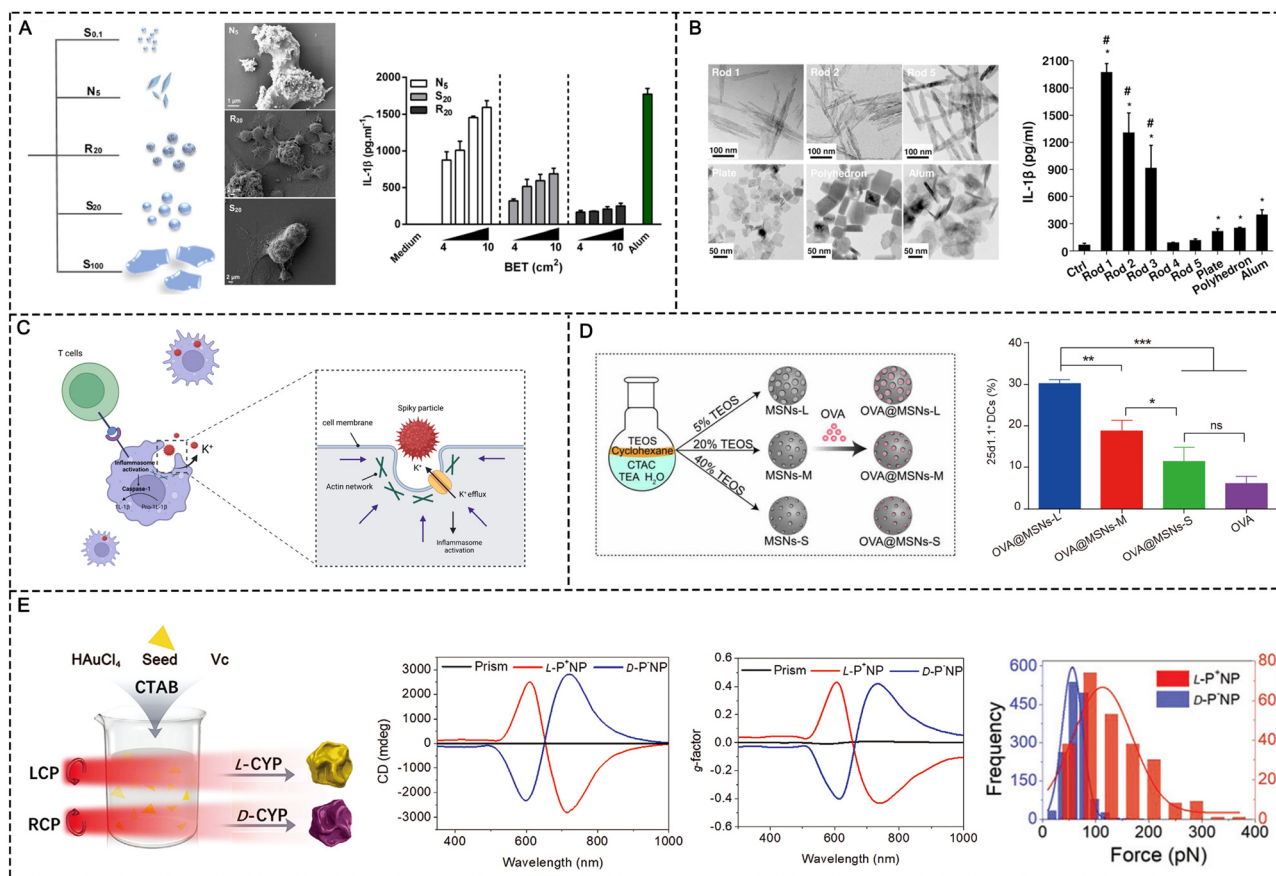 A
S0.1
N5
R20
S20
S100
N5
1 μm
R20
S20
2 μm
IL-1β (pg.ml⁻¹)
2000
1500
1000
500
0
N5
S20
R20
Medium
4
10
4
10
4
10
Alum
BET (cm²)
B
Rod 1
Rod 2
Rod 5
100 nm
100 nm
100 nm
Plate
Polyhedron
Alum
50 nm
50 nm
50 nm
IL-1β (pg/ml)
2100
1800
1500
1200
900
600
300
0
#
*
#
*
#
*
*
*
*
Ctrl
Rod 1
Rod 2
Rod 3
Rod 4
Rod 5
Plate
Polyhedron
Alum
C
T cells
K⁺
Inflammasome
activation
Caspase-1
Pro-IL-1β
Spiky particle
cell membrane
K⁺
Actin network
K⁺ efflux
Inflammasome
activation
D
TEOS
Cyclohexane
CTAC
TEA H₂O
5% TEOS
20% TEOS
40% TEOS
MSNs-L
MSNs-M
MSNs-S
OVA
OVA@MSNs-L
OVA@MSNs-M
OVA@MSNs-S
25d1.1⁺ DCs (%)
40
30
20
10
0
***
**
*
ns
OVA@MSNs-L
OVA@MSNs-M
OVA@MSNs-S
OVA
E
HAuCl₄ Seed Vc
CTAB
LCP
RCP
L-CYP
D-CYP
CD (mdeg)
3000
2000
1000
0
-1000
-2000
-3000
Prism L-P⁺NP D-P⁻NP
400 600 800 1000
Wavelength (nm)
g-factor
0.6
0.4
0.2
0.0
-0.2
-0.4
-0.6
Prism L-P⁺NP D-P⁻NP
400 600 800 1000
Wavelength (nm)
Frequency
600
450
300
150
0
L-P⁺NP
D-P⁻NP
80
60
40
20
0
0 100 200 300 400
Force (pN)